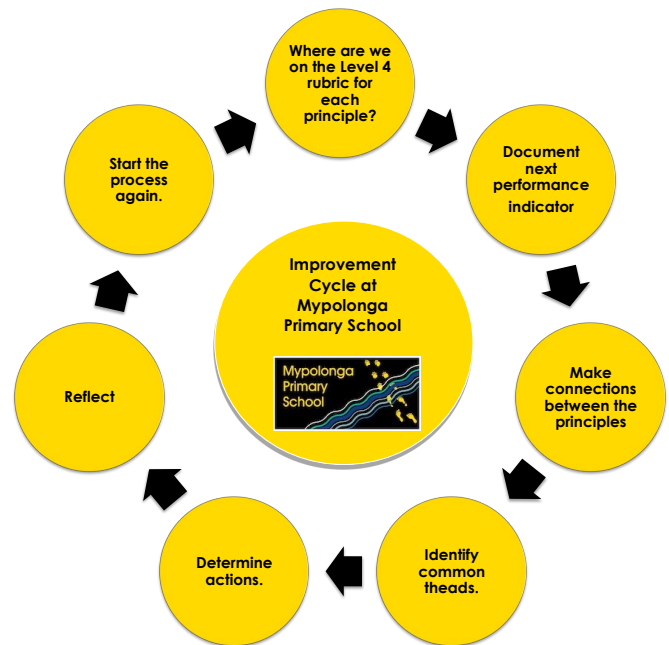 Where are we
on the Level 4
rubric for
each
principle?
Document
next
performance
indicator
Make
connections
between the
principles
Identify
common
theads.
Determine
actions.
Reflect
Start the
process
again.
Improvement
Cycle at
Mypolonga
Primary School
Mypolonga
Primary
School